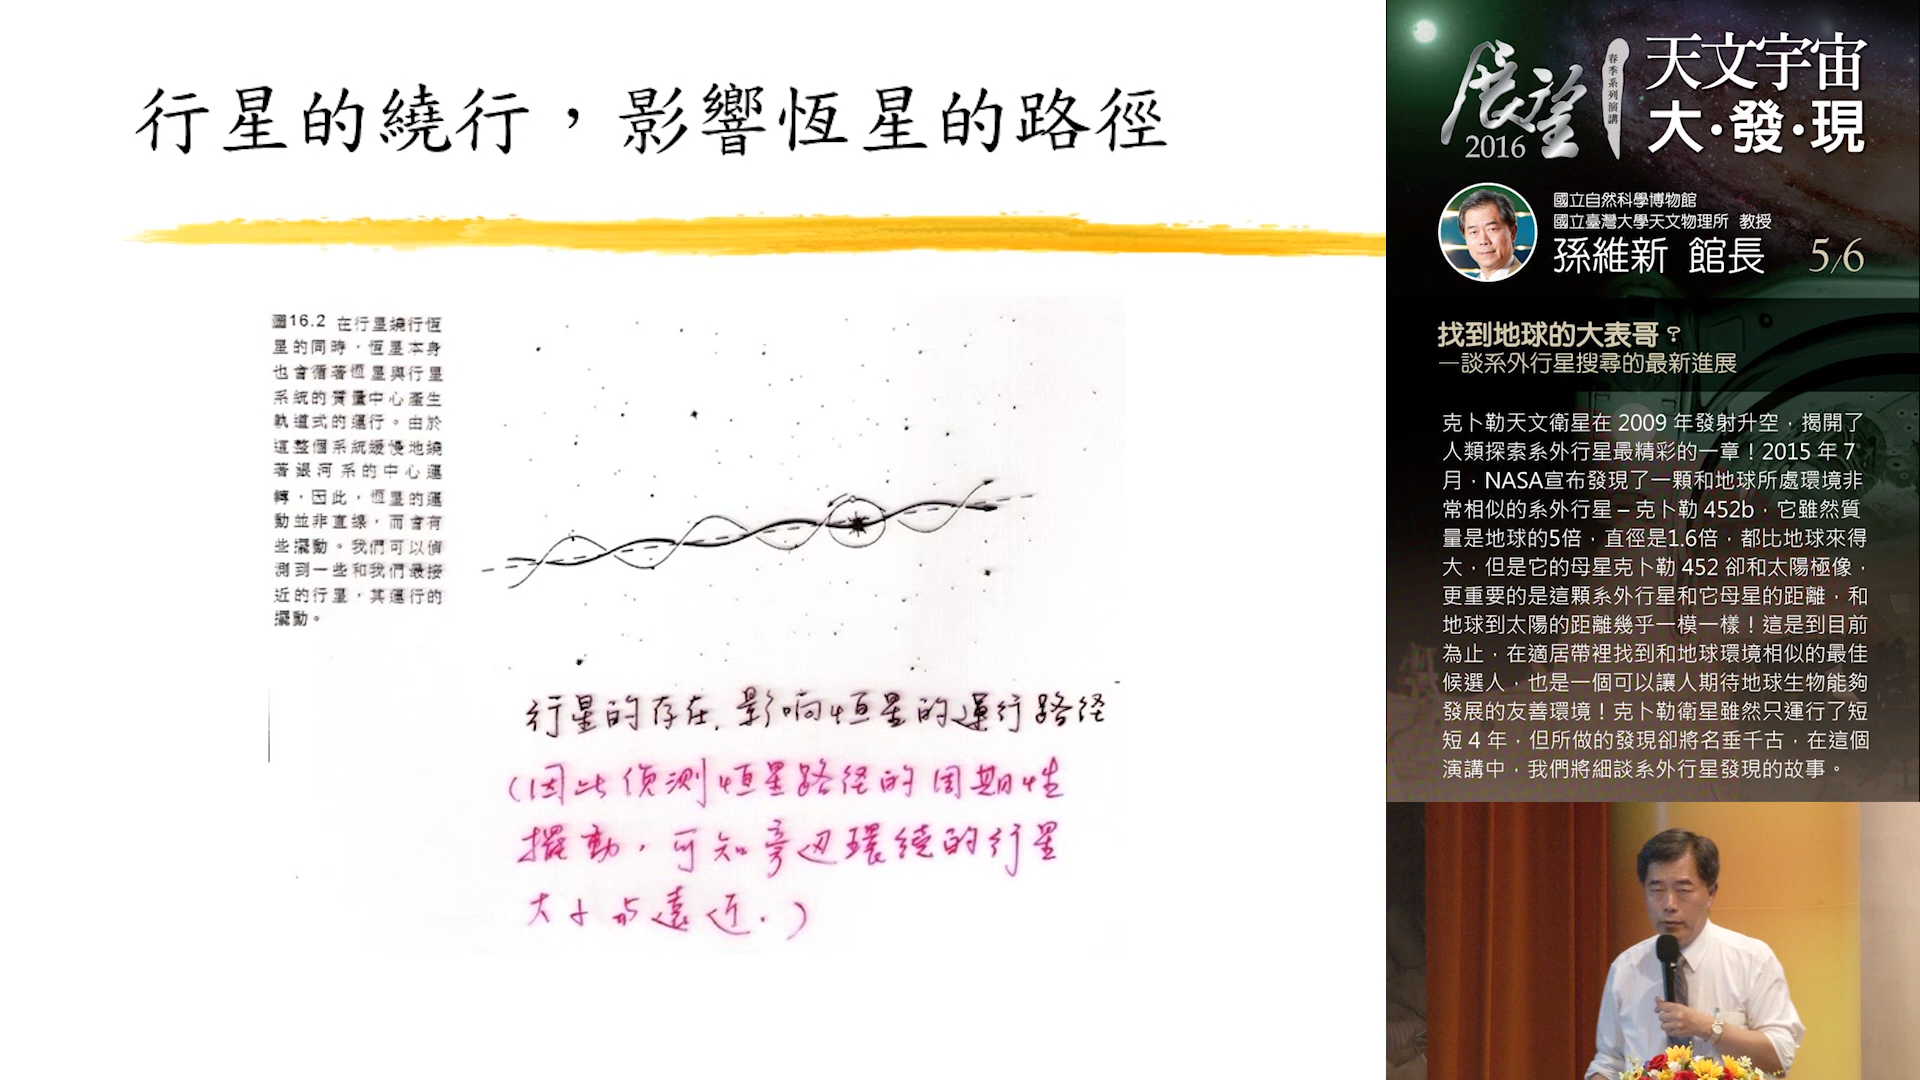 行星的繞行，影響恆星的路徑
圖16.2 在行星繞行恆
星的同時，恆星本身
也會循著恆星與行星
系統的質量中心產生
軌道式的運行。由於
這整個系統緩慢地繞
著銀河系的中心運
轉，因此，恆星的運
動並非直線，而會有
些擺動。我們可以偵
測到一些和我們最接
近的行星，其運行的
擺動。
行星的存在,影响恒星的運行路径
(因此偵測恒星路径的周期性
擺動，可知旁边環繞的行星
大小与遠近.)
展望
2016
春季系列演講
天文宇宙
大·發·現
國立自然科學博物館
國立臺灣大學天文物理所 教授
孫維新 館長 5/6
找到地球的大表哥？
—談系外行星搜尋的最新進展
克卜勒天文衛星在 2009 年發射升空，揭開了
人類探索系外行星最精彩的一章！2015 年 7
月，NASA宣布發現了一顆和地球所處環境非
常相似的系外行星 – 克卜勒 452b，它雖然質
量是地球的5倍，直徑是1.6倍，都比地球來得
大，但是它的母星克卜勒 452 卻和太陽極像，
更重要的是這顆系外行星和它母星的距離，和
地球到太陽的距離幾乎一模一樣！這是到目前
為止，在適居帶裡找到和地球環境相似的最佳
候選人，也是一個可以讓人期待地球生物能夠
發展的友善環境！克卜勒衛星雖然只運行了短
短 4 年，但所做的發現卻將名垂千古，在這個
演講中，我們將細談系外行星發現的故事。